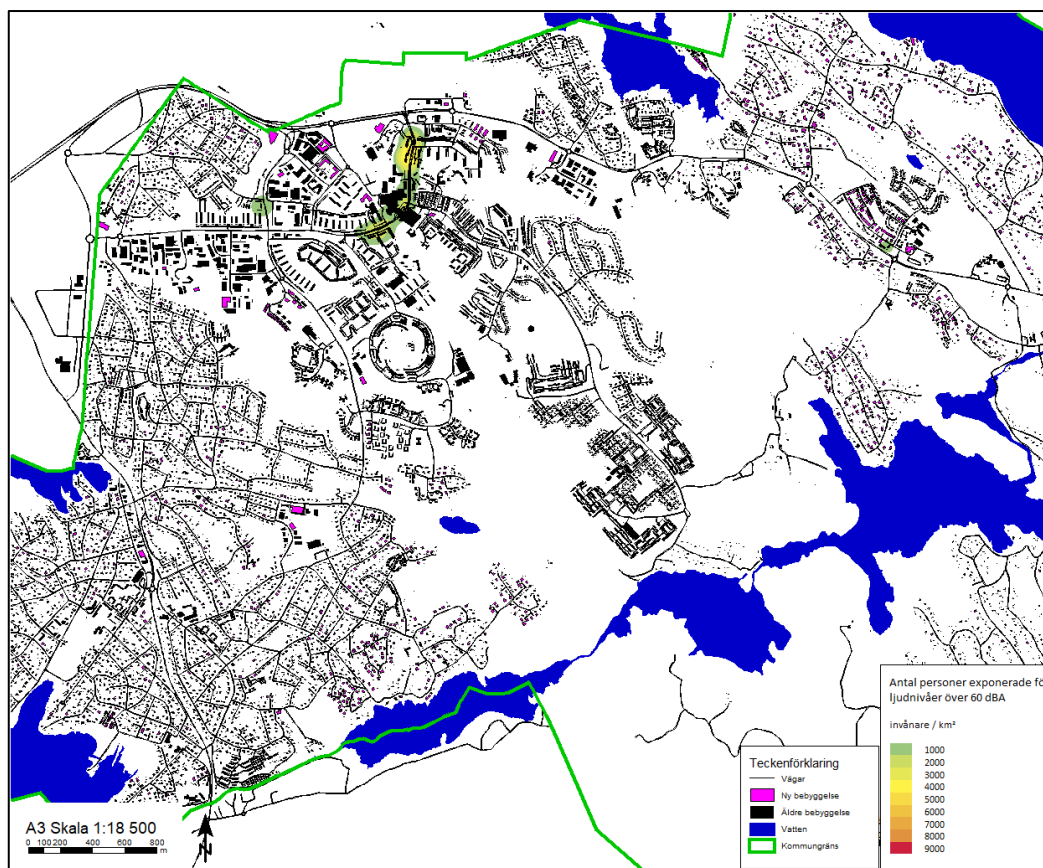 Antal personer exponerade fö
ljudnivåer över 60 dBA
invånare / km²
1000
2000
3000
4000
5000
6000
7000
8000
9000
Teckenförklaring
Vägar
Ny bebyggelse
Äldre bebyggelse
Vatten
Kommungräns
A3 Skala 1:18 500
0 100 200 400 600 800
m
N